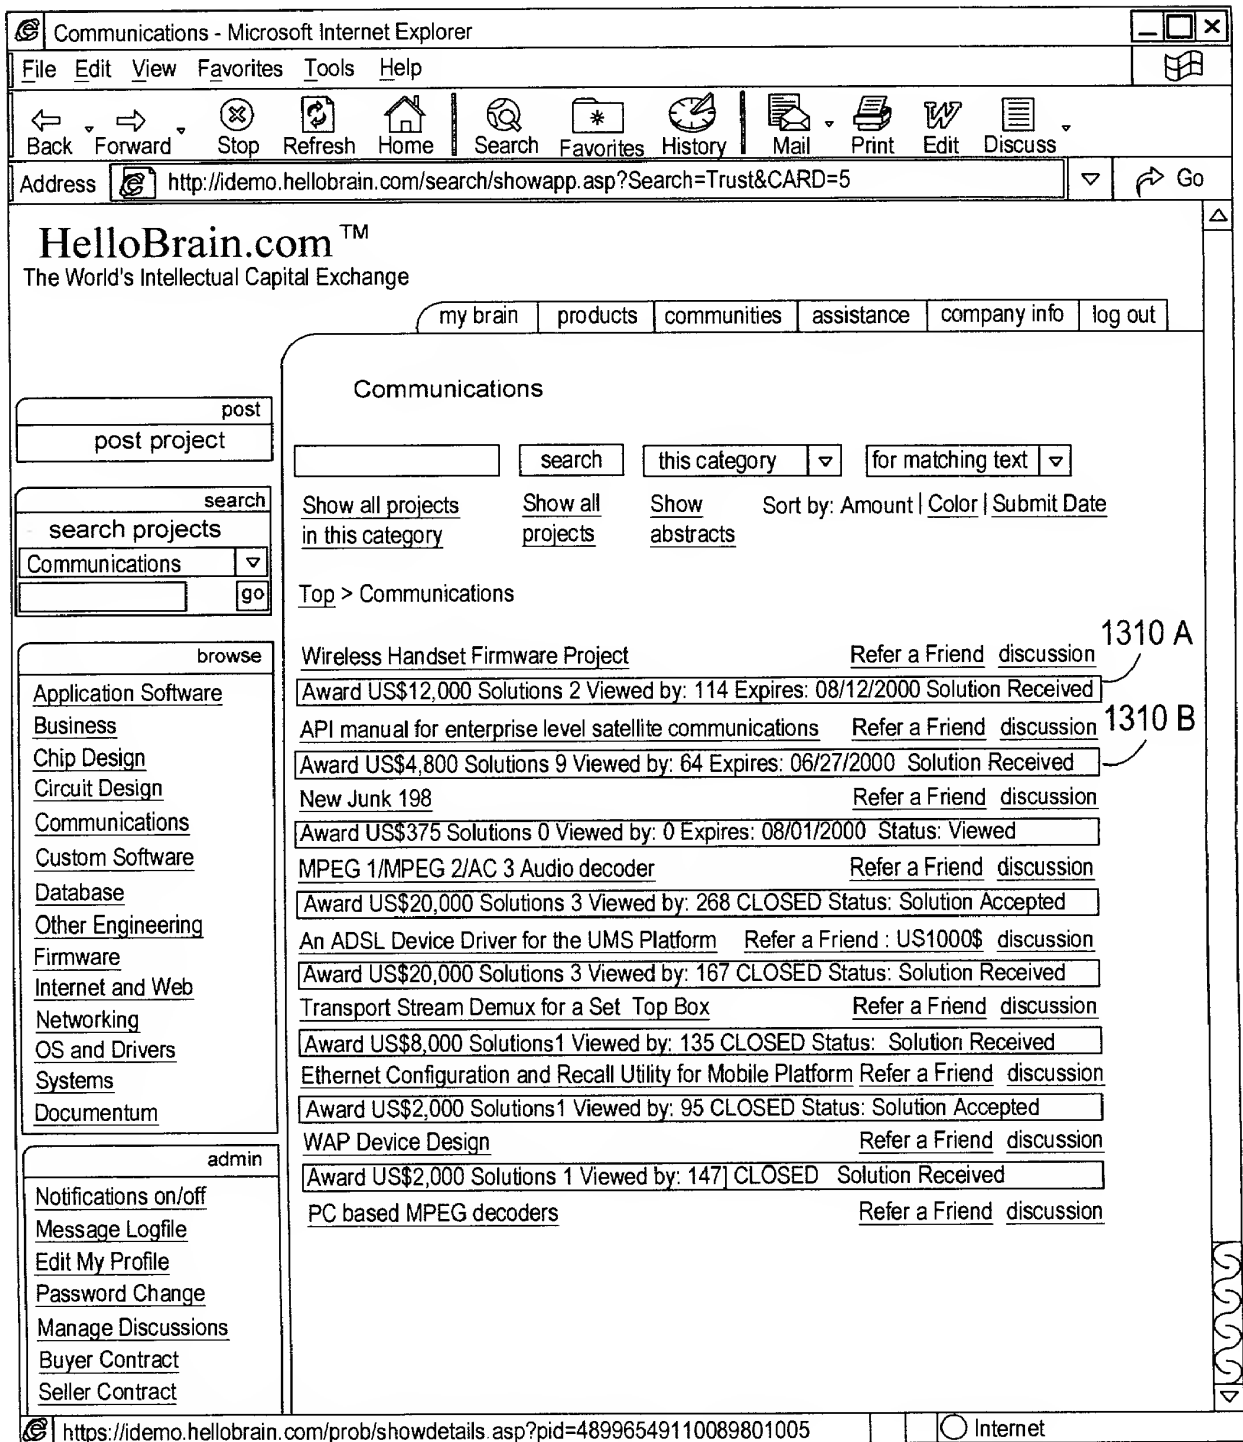 Communications - Microsoft Internet Explorer
File Edit View Favorites Tools Help
Back Forward Stop Refresh Home Search Favorites History Mail Print Edit Discuss
Address http://idemo.hellobrain.com/search/showapp.asp?Search=Trust&CARD=5 Go
HelloBrain.com™
The World's Intellectual Capital Exchange
my brain products communities assistance company info log out
Communications
post
post project
search
search projects
Communications
go
search this category for matching text
Show all projects in this category Show all projects Show abstracts Sort by: Amount | Color | Submit Date
Top > Communications
browse
Application Software
Business
Chip Design
Circuit Design
Communications
Custom Software
Database
Other Engineering
Firmware
Internet and Web
Networking
OS and Drivers
Systems
Documentum
admin
Notifications on/off
Message Logfile
Edit My Profile
Password Change
Manage Discussions
Buyer Contract
Seller Contract
1310 A
Wireless Handset Firmware Project Refer a Friend discussion
Award US$12,000 Solutions 2 Viewed by: 114 Expires: 08/12/2000 Solution Received
API manual for enterprise level satellite communications Refer a Friend discussion 1310 B
Award US$4,800 Solutions 9 Viewed by: 64 Expires: 06/27/2000 Solution Received
New Junk 198 Refer a Friend discussion
Award US$375 Solutions 0 Viewed by: 0 Expires: 08/01/2000 Status: Viewed
MPEG 1/MPEG 2/AC 3 Audio decoder Refer a Friend discussion
Award US$20,000 Solutions 3 Viewed by: 268 CLOSED Status: Solution Accepted
An ADSL Device Driver for the UMS Platform Refer a Friend : US1000$ discussion
Award US$20,000 Solutions 3 Viewed by: 167 CLOSED Status: Solution Received
Transport Stream Demux for a Set Top Box Refer a Friend discussion
Award US$8,000 Solutions1 Viewed by: 135 CLOSED Status: Solution Received
Ethernet Configuration and Recall Utility for Mobile Platform Refer a Friend discussion
Award US$2,000 Solutions1 Viewed by: 95 CLOSED Status: Solution Accepted
WAP Device Design Refer a Friend discussion
Award US$2,000 Solutions 1 Viewed by: 147] CLOSED Solution Received
PC based MPEG decoders Refer a Friend discussion
https://idemo.hellobrain.com/prob/showdetails.asp?pid=48996549110089801005 Internet